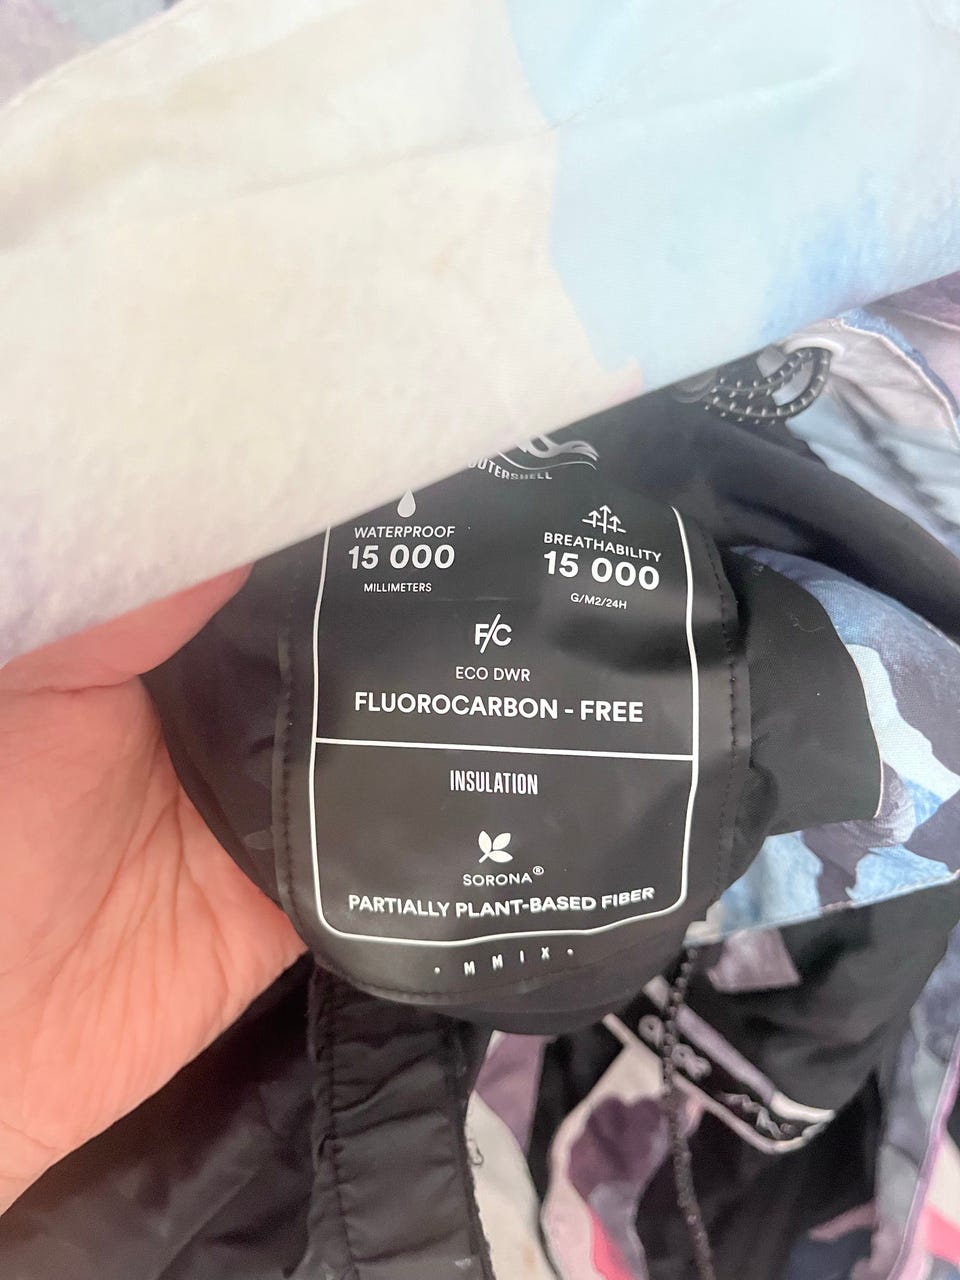 OUTERSHELL
WATERPROOF
15 000
MILLIMETERS
BREATHABILITY
15 000
G/M2/24H
F/C
ECO DWR
FLUOROCARBON - FREE
INSULATION
SORONA®
PARTIALLY PLANT-BASED FIBER
· M M I X ·